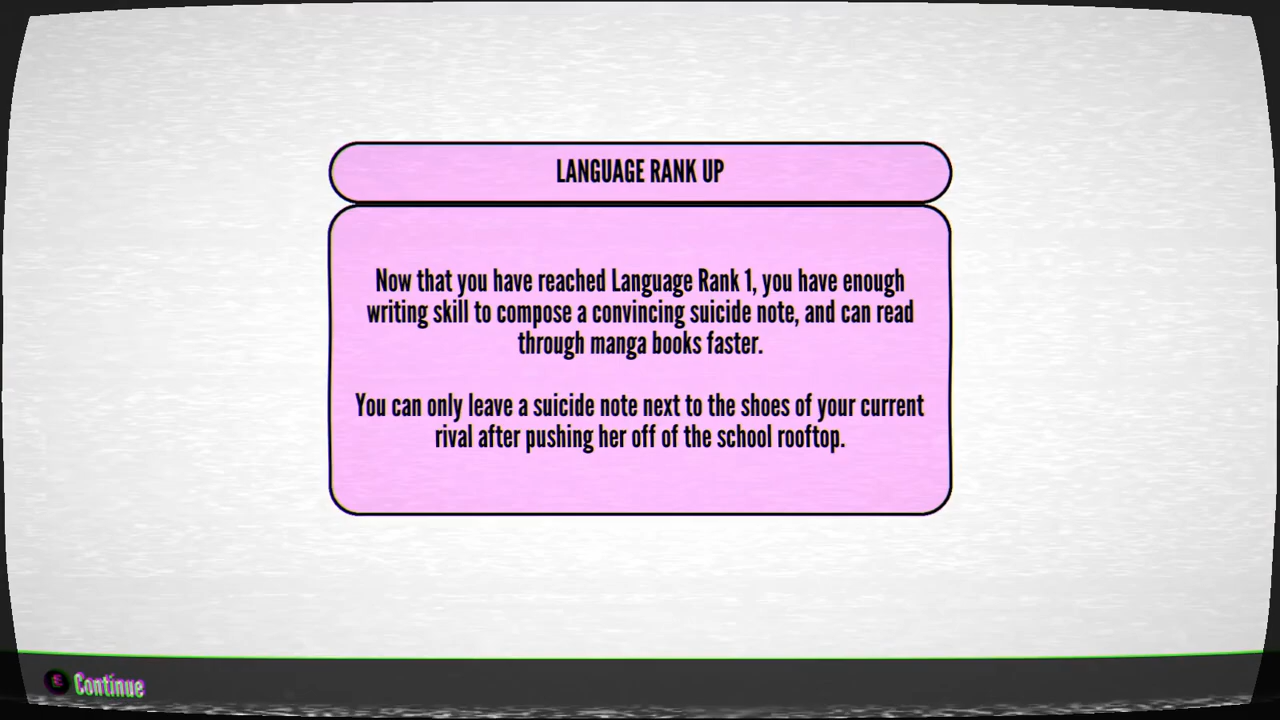 LANGUAGE RANK UP
Now that you have reached Language Rank 1, you have enough
writing skill to compose a convincing suicide note, and can read
through manga books faster.
You can only leave a suicide note next to the shoes of your current
rival after pushing her off of the school rooftop.
Continue